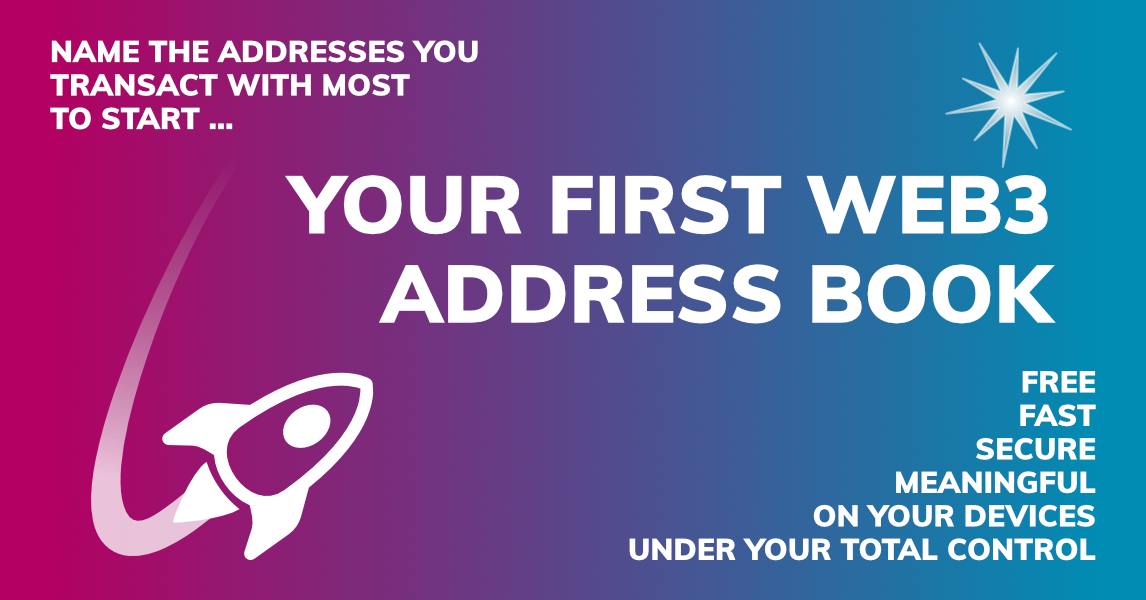 NAME THE ADDRESSES YOU
TRANSACT WITH MOST
TO START ...
YOUR FIRST WEB3
ADDRESS BOOK
FREE
FAST
SECURE
MEANINGFUL
ON YOUR DEVICES
UNDER YOUR TOTAL CONTROL